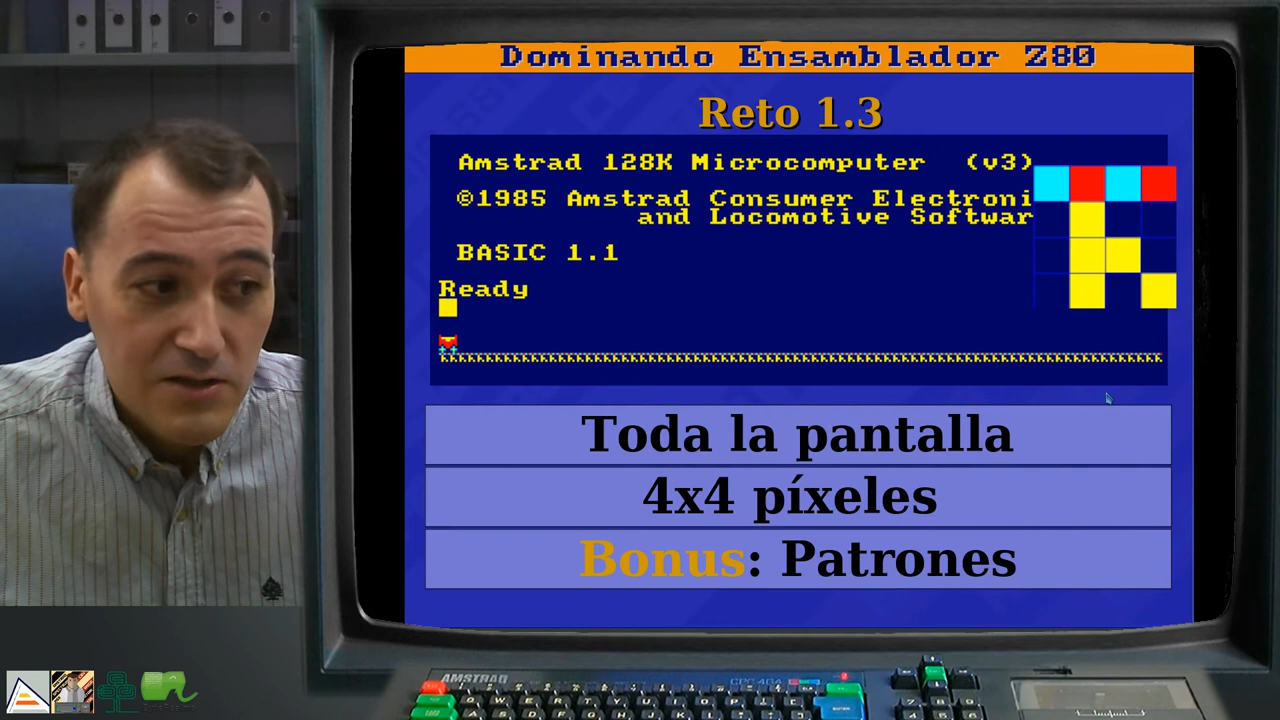 Dominando Ensamblador Z80
Reto 1.3
Amstrad 128K Microcomputer (v3)
©1985 Amstrad Consumer Electroni
and Locomotive Softwar
BASIC 1.1
Ready
Toda la pantalla
4x4 píxeles
Bonus: Patrones
AMSTRAD